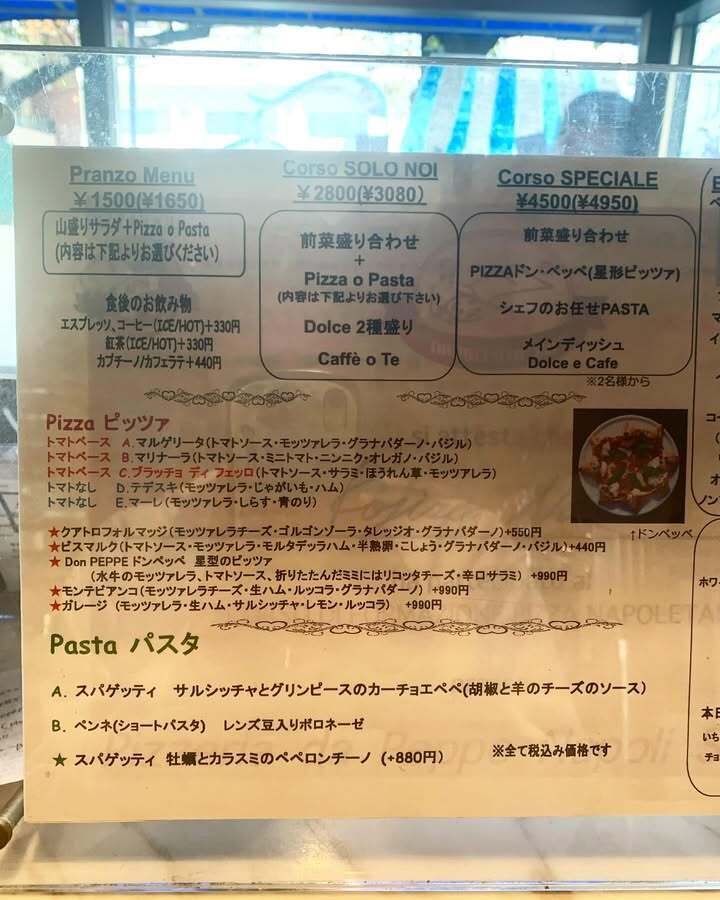 Pranzo Menu
￥1500(¥1650)
山盛りサラダ＋Pizza o Pasta
(内容は下記よりお選びください)
食後のお飲み物
エスプレッソ、コーヒー(ICE/HOT)＋330円
紅茶(ICE/HOT)＋330円
カプチーノ/カフェラテ＋440円
Corso SOLO NOI
￥2800(¥3080)
前菜盛り合わせ
＋
Pizza o Pasta
(内容は下記よりお選び下さい)
Dolce 2種盛り
Caffè o Te
Corso SPECIALE
¥4500(¥4950)
前菜盛り合わせ
PIZZAドン・ペッペ(星形ピッツァ)
シェフのお任せPASTA
メインディッシュ
Dolce e Cafe
※2名様から
Pizza ピッツァ
トマトベース A.マルゲリータ(トマトソース・モッツァレラ・グラナパダーノ・バジル)
トマトベース B.マリナーラ(トマトソース・ミニトマト・ニンニク・オレガノ・バジル)
トマトベース C.ブラッチョ ディ フェッロ(トマトソース・サラミ・ほうれん草・モッツアレラ)
トマトなし D.テデスキ(モッツァレラ・じゃがいも・ハム)
トマトなし E.マーレ(モッツァレラ・しらす・青のり)
↑ドンペッペ
★クアトロフォルマッジ(モッツァレラチーズ・ゴルゴンゾーラ・タレッジオ・グラナパダーノ)+550円
★ビスマルク(トマトソース・モッツァレラ・モルタデッラハム・半熟卵・こしょう・グラナパダーノ・バジル)+440円
★ Don PEPPE ドンペッペ 星型のピッツァ
(水牛のモッツァレラ、トマトソース、折りたたんだミミにはリコッタチーズ・辛口サラミ) +990円
★モンテビアンコ(モッツァレラチーズ・生ハム・ルッコラ・グラナパダーノ) +990円
★ガレージ (モッツァレラ・生ハム・サルシッチャ・レモン・ルッコラ) +990円
Pasta パスタ
A. スパゲッティ サルシッチャとグリンピースのカーチョエペペ(胡椒と羊のチーズのソース)
B. ペンネ(ショートパスタ) レンズ豆入りボロネーゼ
★ スパゲッティ 牡蠣とカラスミのペペロンチーノ (+880円)
※全て税込み価格です